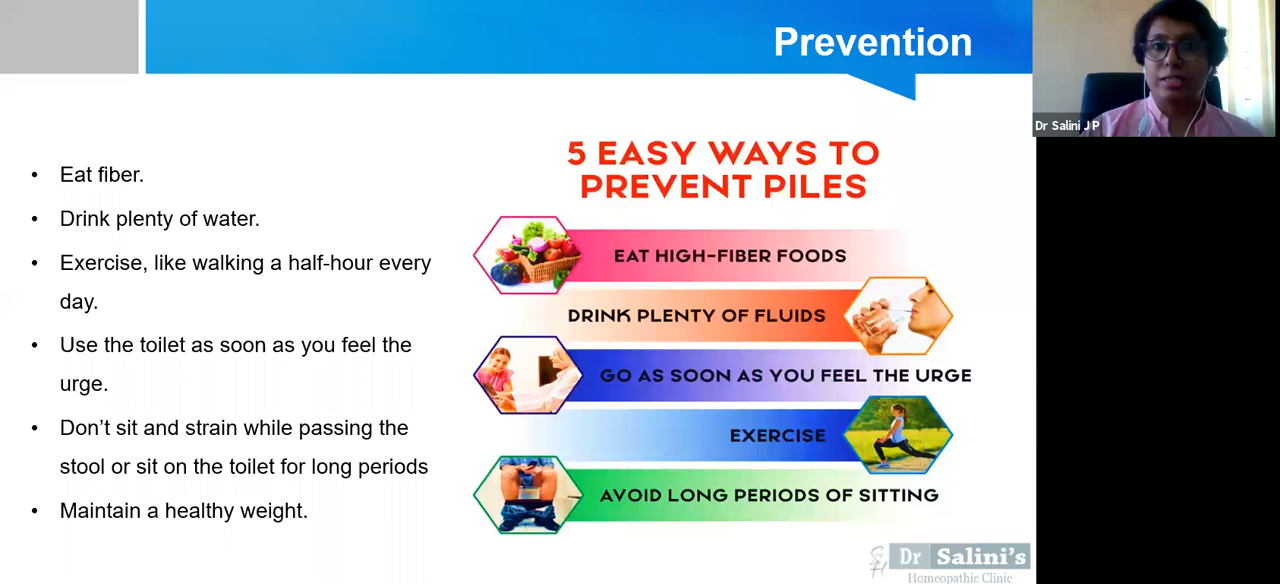 Prevention
Dr Salini J P
• Eat fiber.
• Drink plenty of water.
• Exercise, like walking a half-hour every
day.
• Use the toilet as soon as you feel the
urge.
• Don’t sit and strain while passing the
stool or sit on the toilet for long periods
• Maintain a healthy weight.
5 EASY WAYS TO
PREVENT PILES
EAT HIGH-FIBER FOODS
DRINK PLENTY OF FLUIDS
GO AS SOON AS YOU FEEL THE URGE
EXERCISE
AVOID LONG PERIODS OF SITTING
Dr Salini's
Homeopathic Clinic